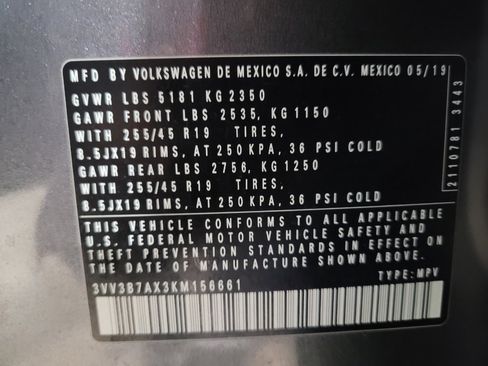 MFD BY VOLKSWAGEN DE MEXICO S.A. DE C.V. MEXICO 05/19
GVWR LBS 5181 KG 2350
GAWR FRONT LBS 2535, KG 1150
WITH 255/45 R19 TIRES,
8.5JX19 RIMS, AT 250 KPA, 36 PSI COLD
GAWR REAR LBS 2756, KG 1250
WITH 255/45 R19 TIRES,
8.5JX19 RIMS, AT 250 KPA, 36 PSI COLD
THIS VEHICLE CONFORMS TO ALL APPLICABLE
U.S. FEDERAL MOTOR VEHICLE SAFETY AND
THEFT PREVENTION STANDARDS IN EFFECT ON
THE DATE OF MANUFACTURE SHOWN ABOVE.
3VV3B7AX3KM156661 TYPE: MPV
2110781 3443